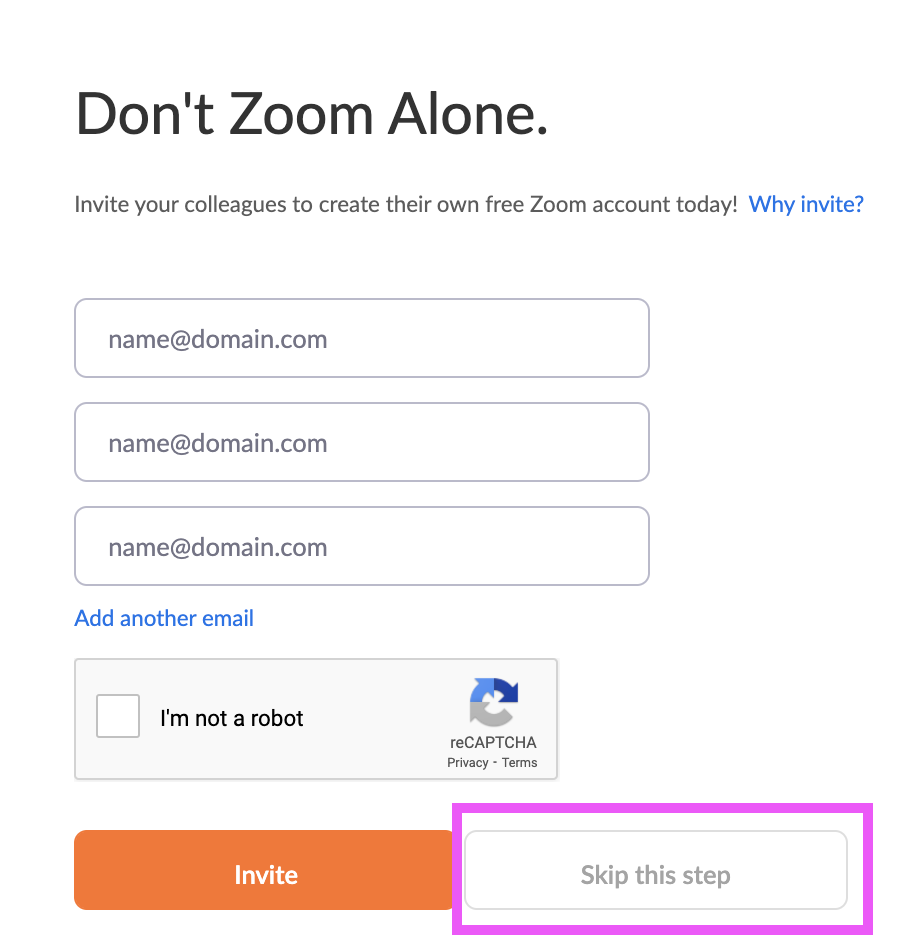 Don't Zoom Alone.
Invite your colleagues to create their own free Zoom account today! Why invite?
name@domain.com
name@domain.com
name@domain.com
Add another email
I'm not a robot
reCAPTCHA
Privacy - Terms
Invite
Skip this step